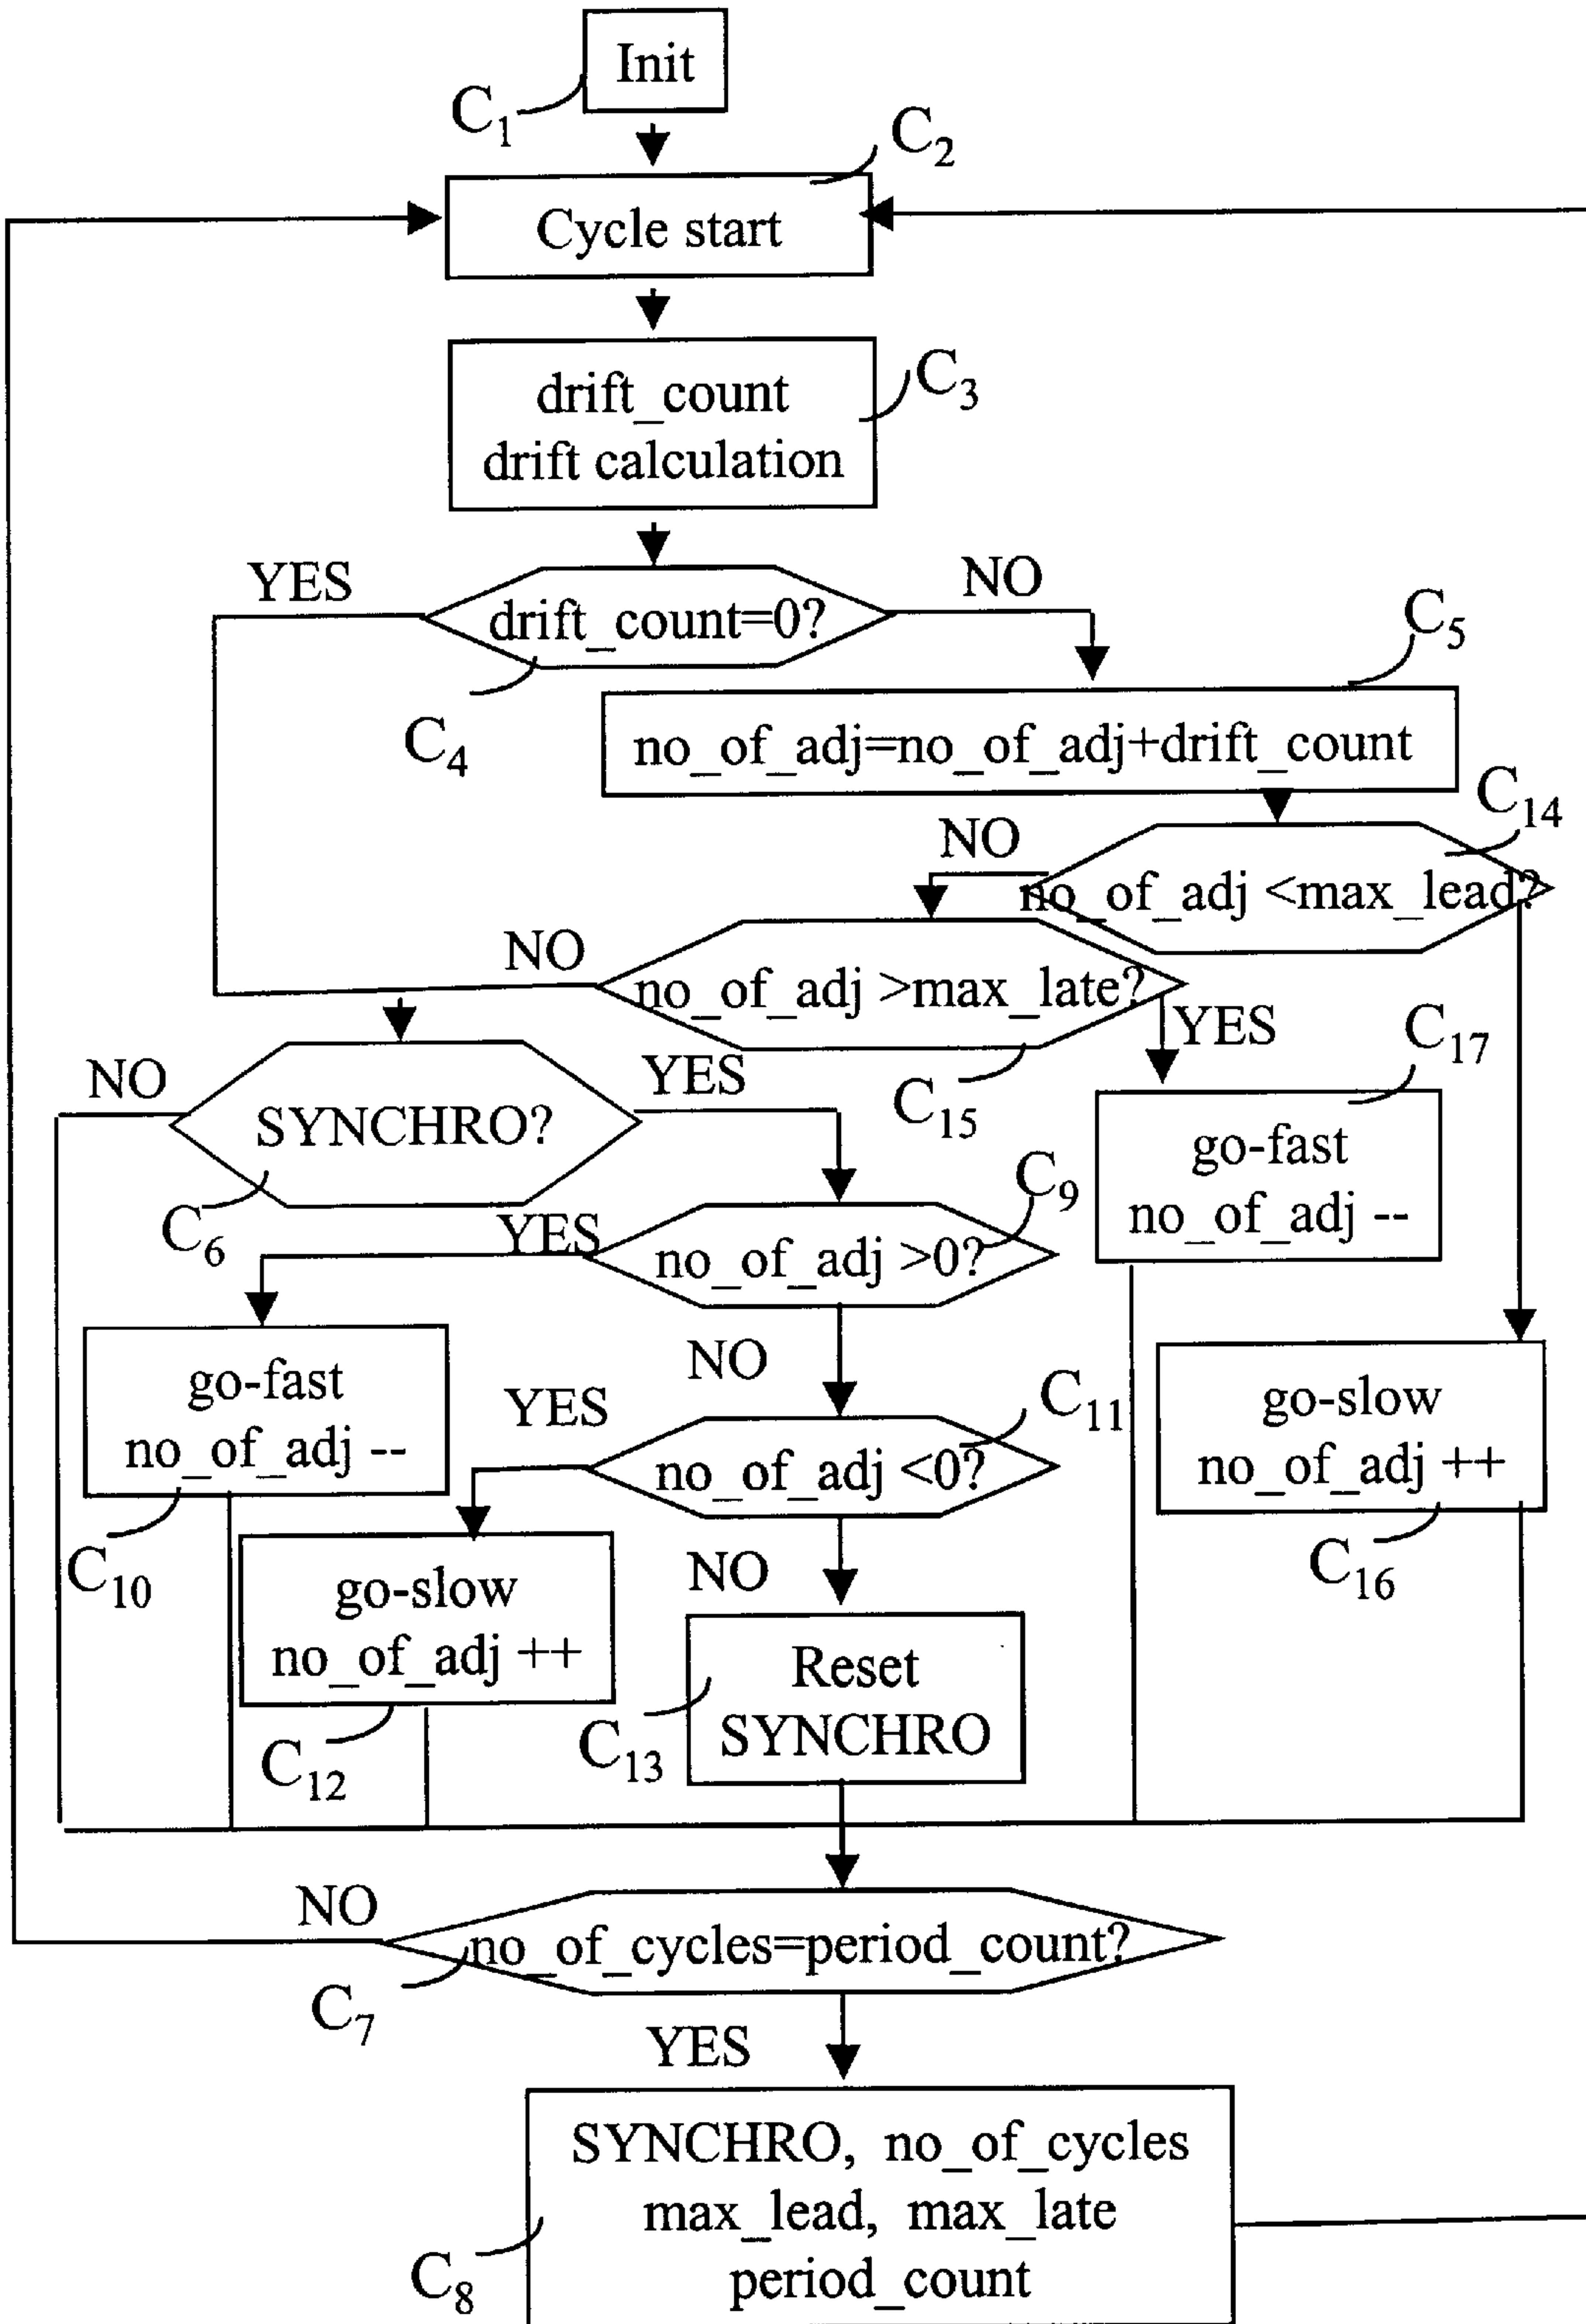 Init
C1
C2
Cycle start
C3
drift_count
drift calculation
YES
NO
drift_count=0?
C5
C4
no_of_adj=no_of_adj+drift_count
C14
NO
no_of_adj <max_lead?
NO
no_of_adj >max_late?
YES
C17
NO
YES
C15
SYNCHRO?
go-fast
no_of_adj --
C9
C6
YES
no_of_adj >0?
NO
go-fast
no_of_adj --
YES
C11
go-slow
no_of_adj ++
no_of_adj <0?
C10
NO
C16
go-slow
no_of_adj ++
Reset
SYNCHRO
C12
C13
NO
no_of_cycles=period_count?
C7
YES
SYNCHRO, no_of_cycles
max_lead, max_late
period_count
C8